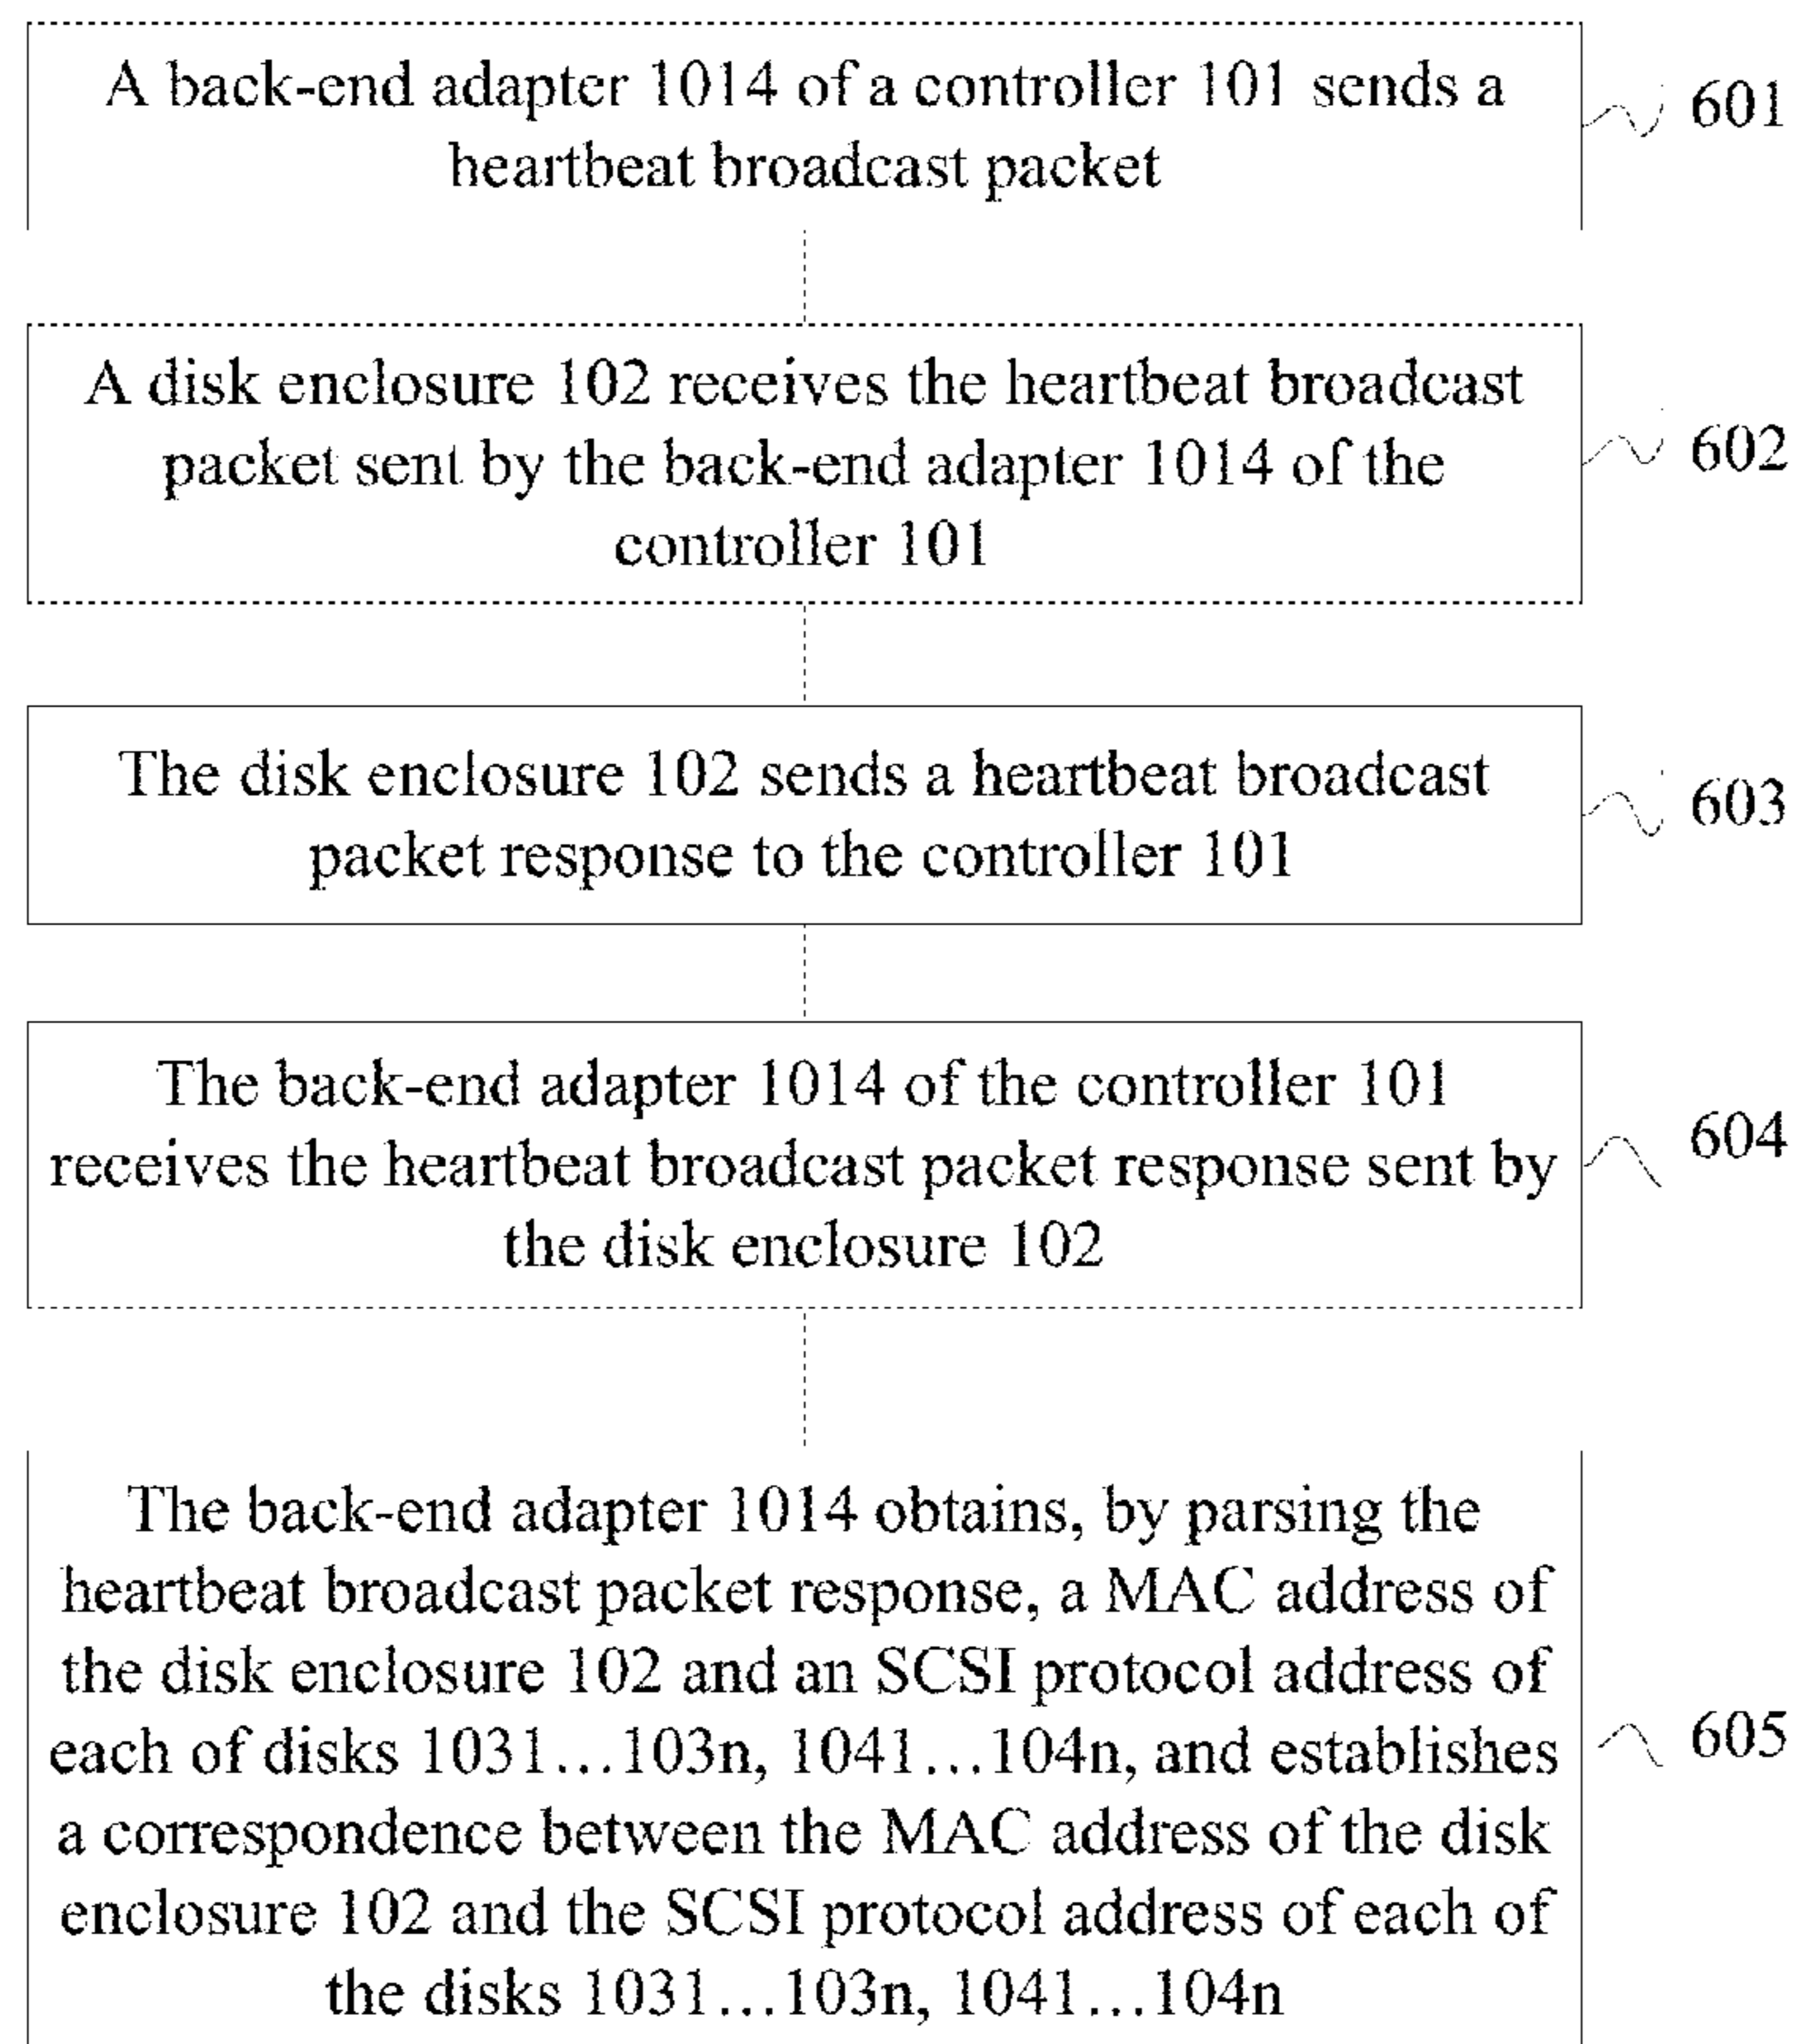 A back-end adapter 1014 of a controller 101 sends a
heartbeat broadcast packet
601
A disk enclosure 102 receives the heartbeat broadcast
packet sent by the back-end adapter 1014 of the
controller 101
602
The disk enclosure 102 sends a heartbeat broadcast
packet response to the controller 101
603
The back-end adapter 1014 of the controller 101
receives the heartbeat broadcast packet response sent by
the disk enclosure 102
604
The back-end adapter 1014 obtains, by parsing the
heartbeat broadcast packet response, a MAC address of
the disk enclosure 102 and an SCSI protocol address of
each of disks 1031...103n, 1041...104n, and establishes
a correspondence between the MAC address of the disk
enclosure 102 and the SCSI protocol address of each of
the disks 1031...103n, 1041...104n
605